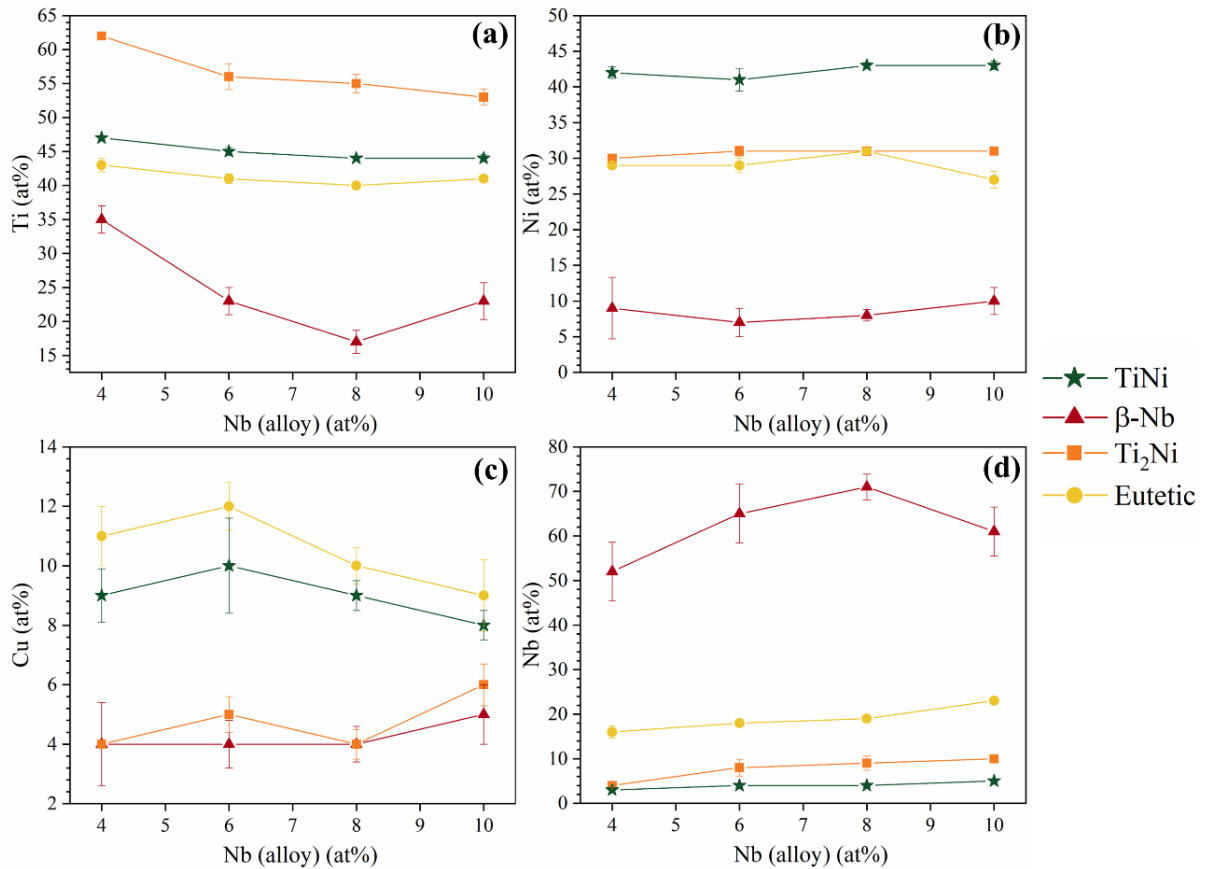 (a)
65
60
55
50
45
40
35
30
25
20
15
Ti (at%)
4 5 6 7 8 9 10
Nb (alloy) (at%)
(b)
50
45
40
35
30
25
20
15
10
5
0
Ni (at%)
4 5 6 7 8 9 10
Nb (alloy) (at%)
(c)
14
12
10
8
6
4
2
Cu (at%)
4 5 6 7 8 9 10
Nb (alloy) (at%)
(d)
80
70
60
50
40
30
20
10
0
Nb (at%)
4 5 6 7 8 9 10
Nb (alloy) (at%)
TiNi
β-Nb
Ti₂Ni
Eutetic